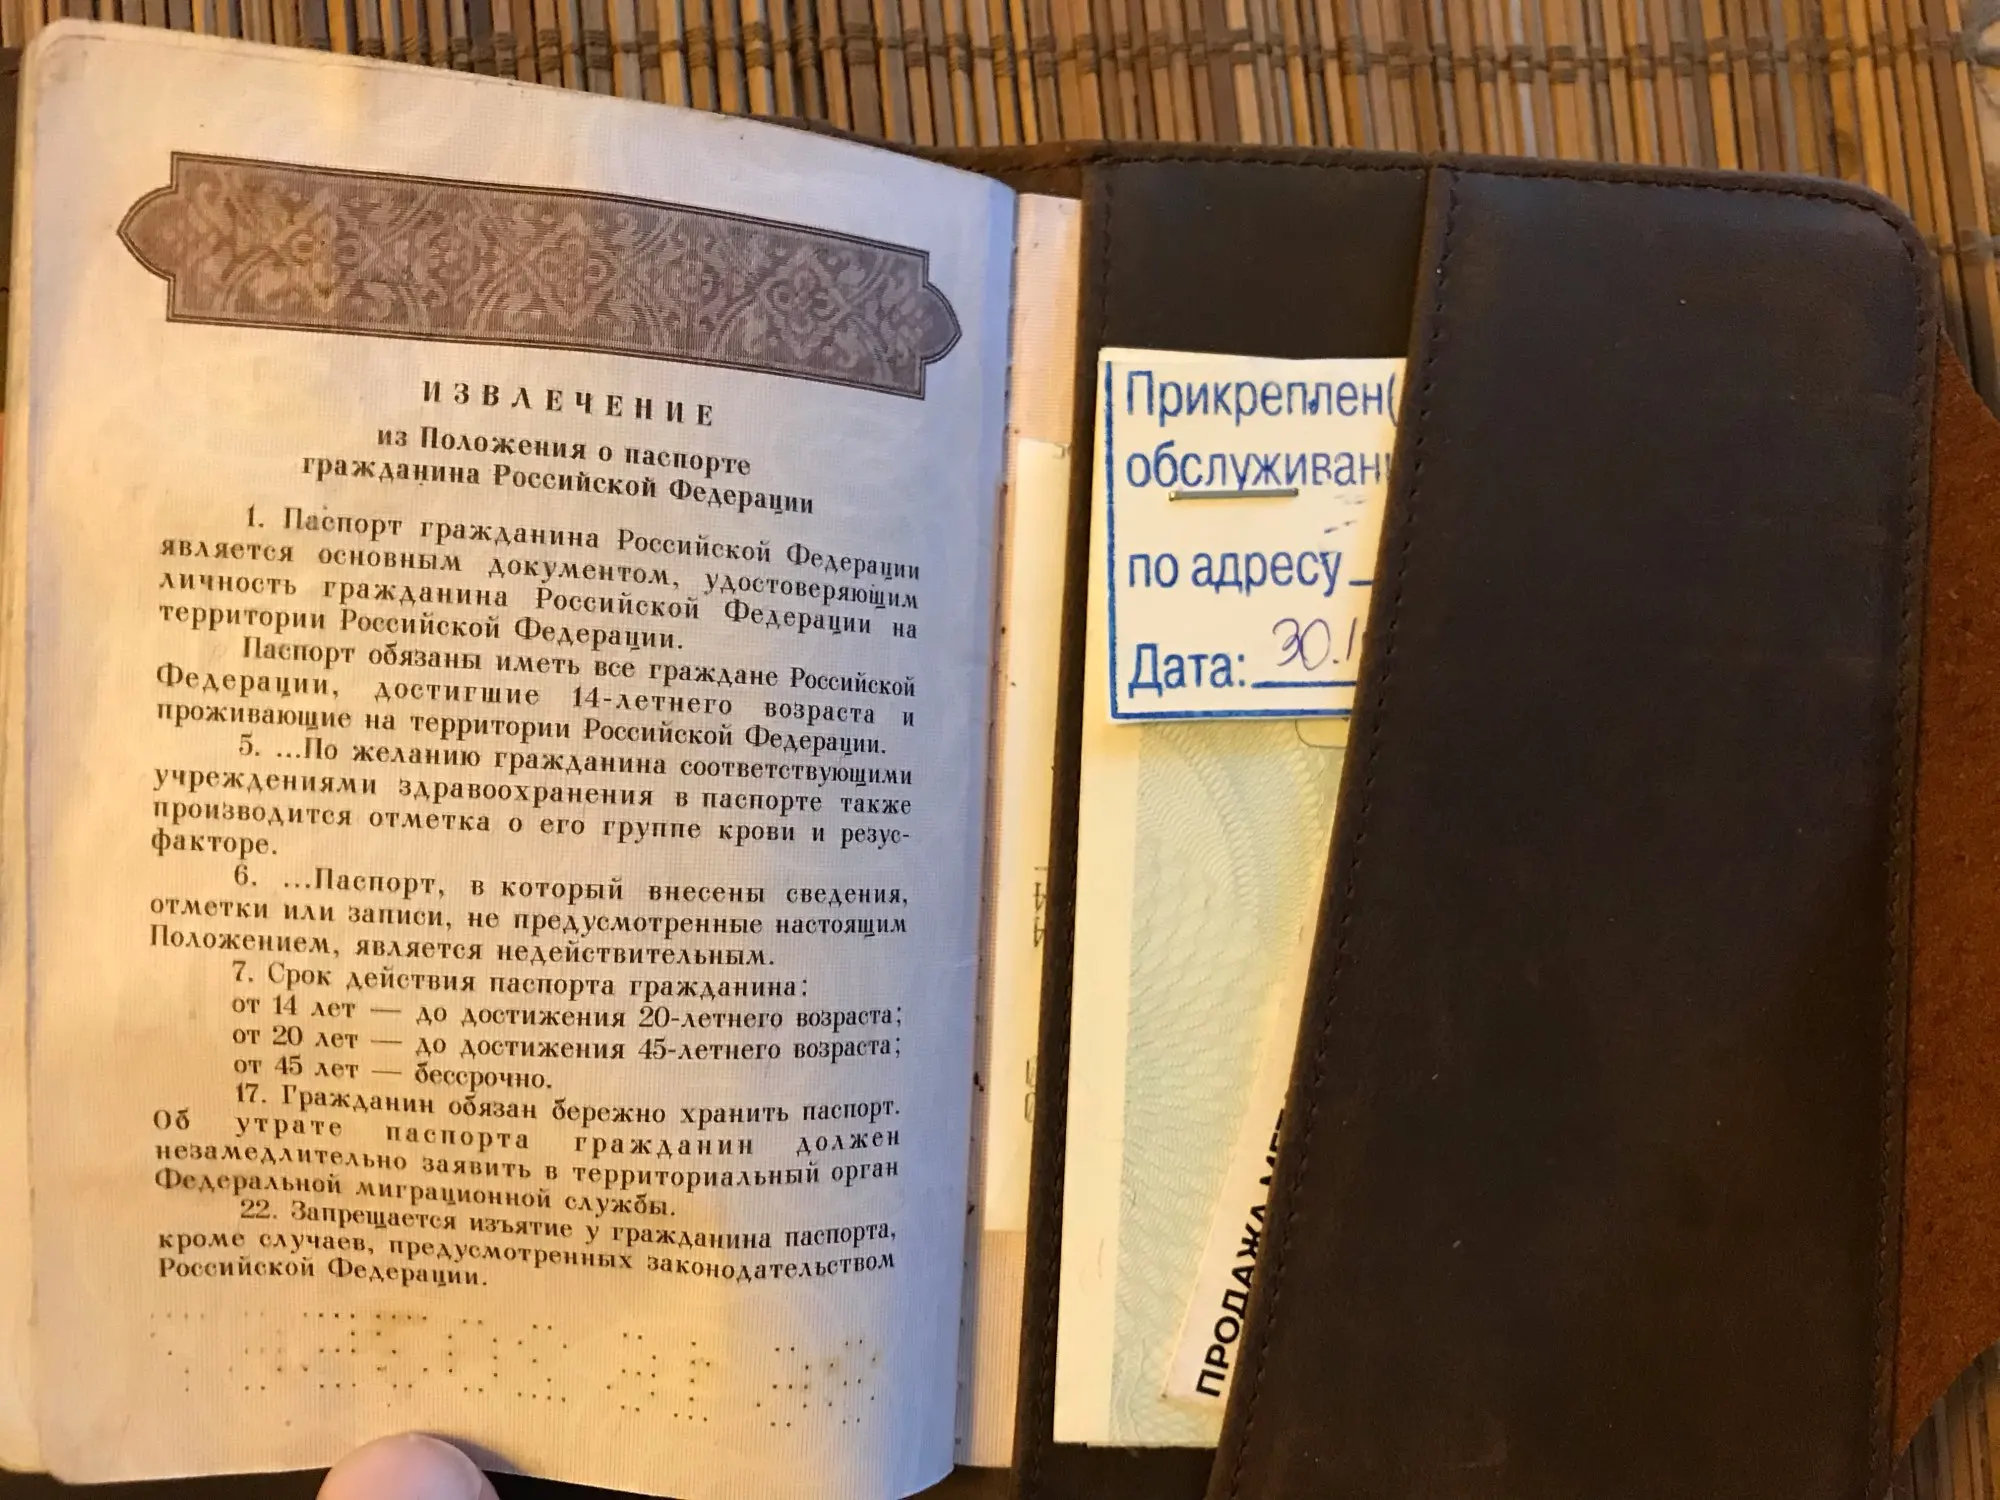 ИЗВЛЕЧЕНИЕ
из Положения о паспорте
гражданина Российской Федерации
1. Паспорт гражданина Российской Федерации
является основным документом, удостоверяющим
личность гражданина Российской Федерации на
территории Российской Федерации.
Паспорт обязаны иметь все граждане Российской
Федерации, достигшие 14-летнего возраста и
проживающие на территории Российской Федерации.
5. ...По желанию гражданина соответствующими
учреждениями здравоохранения в паспорте также
производится отметка о его группе крови и резус-
факторе.
6. ...Паспорт, в который внесены сведения,
отметки или записи, не предусмотренные настоящим
Положением, является недействительным.
7. Срок действия паспорта гражданина:
от 14 лет — до достижения 20-летнего возраста;
от 20 лет — до достижения 45-летнего возраста;
от 45 лет — бессрочно.
17. Гражданин обязан бережно хранить паспорт.
Об утрате паспорта гражданин должен
незамедлительно заявить в территориальный орган
Федеральной миграционной службы.
22. Запрещается изъятие у гражданина паспорта,
кроме случаев, предусмотренных законодательством
Российской Федерации.
Прикреплен(
обслуживан
по адресу
Дата: 30.1
ПРОДАЖА